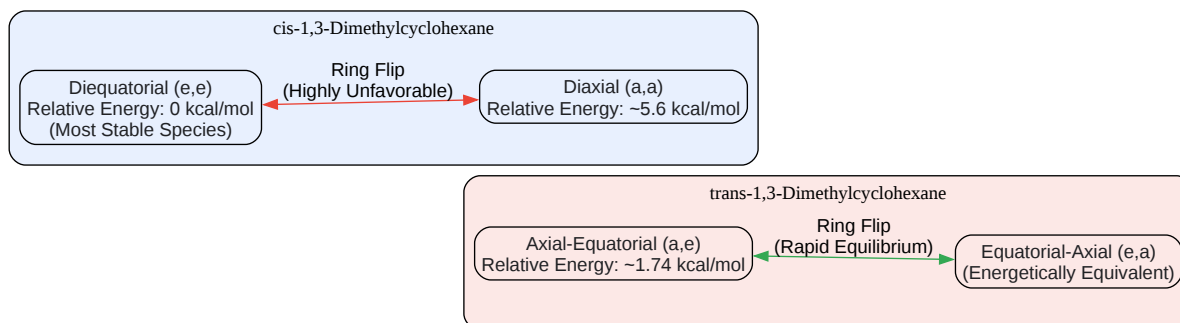 cis-1,3-Dimethylcyclohexane
Diequatorial (e,e)
Relative Energy: 0 kcal/mol
(Most Stable Species)
Ring Flip
(Highly Unfavorable)
Diaxial (a,a)
Relative Energy: ~5.6 kcal/mol
trans-1,3-Dimethylcyclohexane
Axial-Equatorial (a,e)
Relative Energy: ~1.74 kcal/mol
Ring Flip
(Rapid Equilibrium)
Equatorial-Axial (e,a)
(Energetically Equivalent)